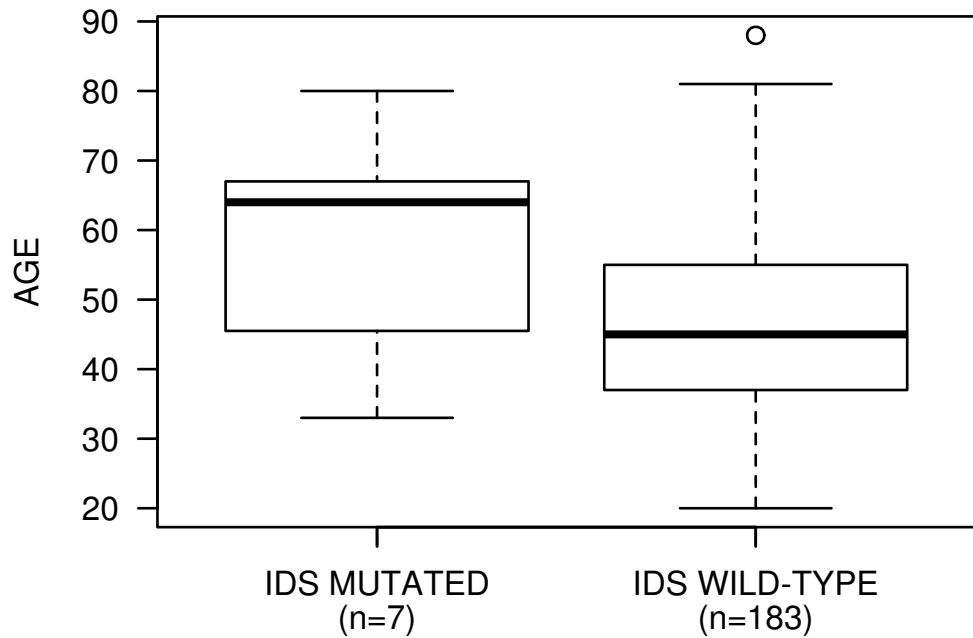 90
80
70
60
50
40
30
20
AGE
IDS MUTATED
(n=7)
IDS WILD-TYPE
(n=183)